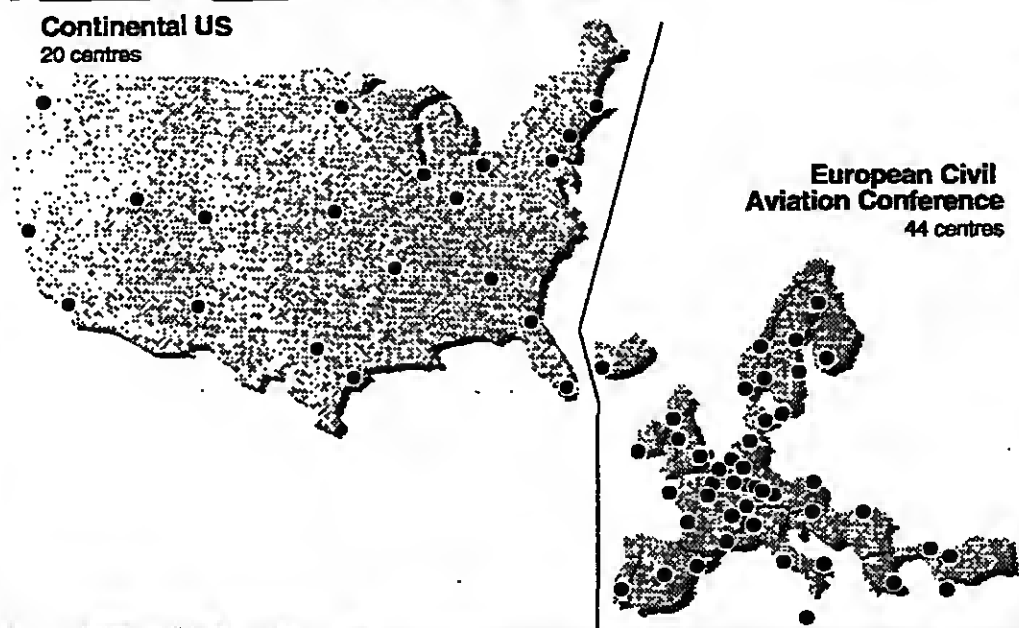 Continental US
20 centres
European Civil
Aviation Conference
44 centres